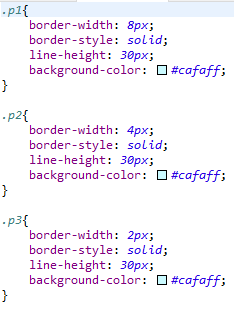 .p1{
border-width: 8px;
border-style: solid;
line-height: 30px;
background-color: #cafaff;
}
.p2{
border-width: 4px;
border-style: solid;
line-height: 30px;
background-color: #cafaff;
}
.p3{
border-width: 2px;
border-style: solid;
line-height: 30px;
background-color: #cafaff;
}